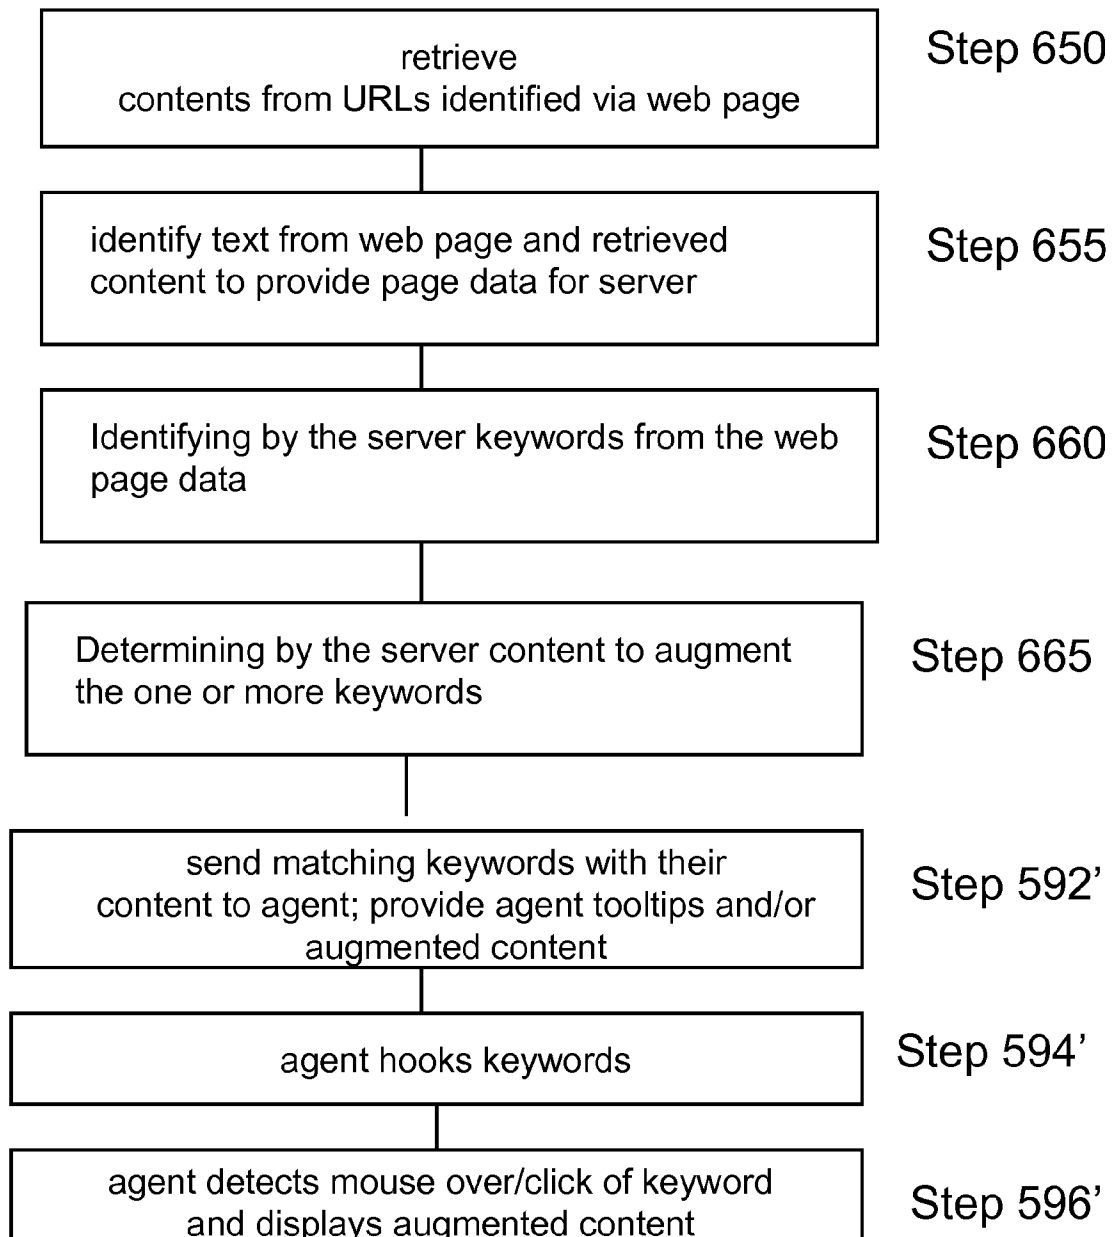 retrieve
contents from URLs identified via web page
Step 650
identify text from web page and retrieved
content to provide page data for server
Step 655
Identifying by the server keywords from the web
page data
Step 660
Determining by the server content to augment
the one or more keywords
Step 665
send matching keywords with their
content to agent; provide agent tooltips and/or
augmented content
Step 592’
agent hooks keywords
Step 594’
agent detects mouse over/click of keyword
and displays augmented content
Step 596’